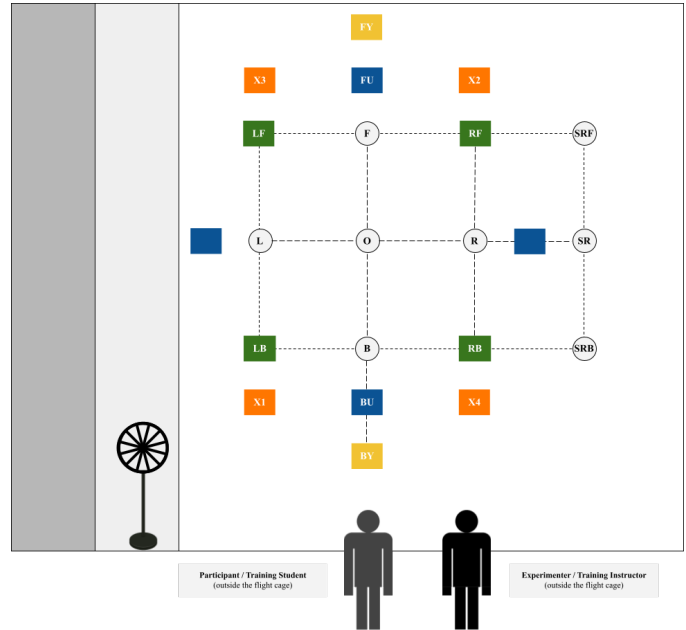 FY
X3 FU X2
LF F RF SRF
L O R SR
LB B RB SRB
X1 BU X4
BY
Participant / Training Student
(outside the flight cage)
Experimenter / Training Instructor
(outside the flight cage)